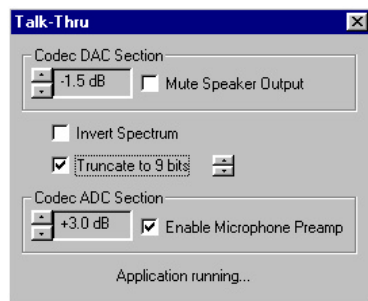 Talk-Thru
Codec DAC Section
-1.5 dB Mute Speaker Output
Invert Spectrum
Truncate to 9 bits
Codec ADC Section
+3.0 dB Enable Microphone Preamp
Application running...